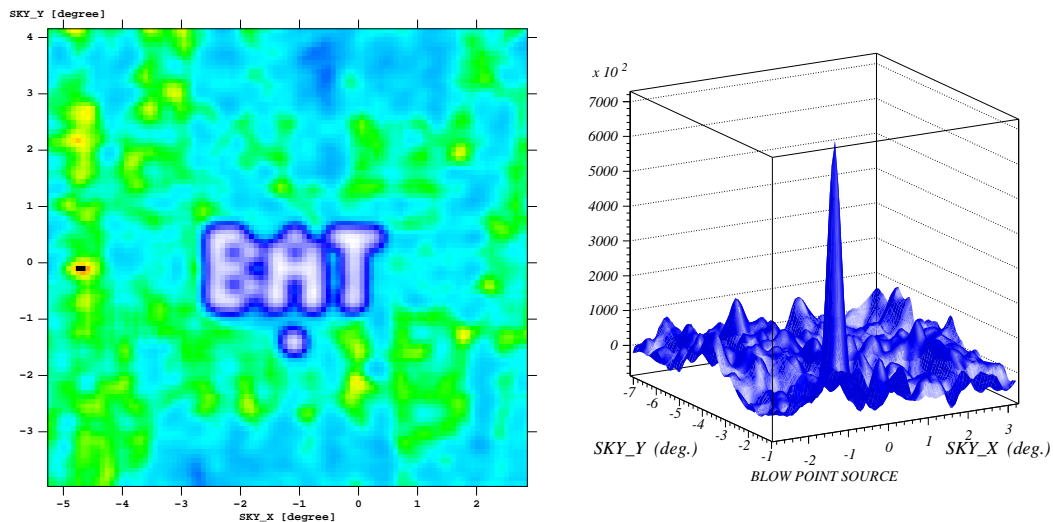 SKY_Y [degree]
4
3
2
1
0
-1
-2
-3
BAT
-5 -4 -3 -2 -1 0 1 2
SKY_X [degree]
x 10 2
7000
6000
5000
4000
3000
2000
1000
0
-7 -6 -5 -4 -3 -2 -1
SKY_Y (deg.)
-2 -1 0 1 2 3
SKY_X (deg.)
BLOW POINT SOURCE